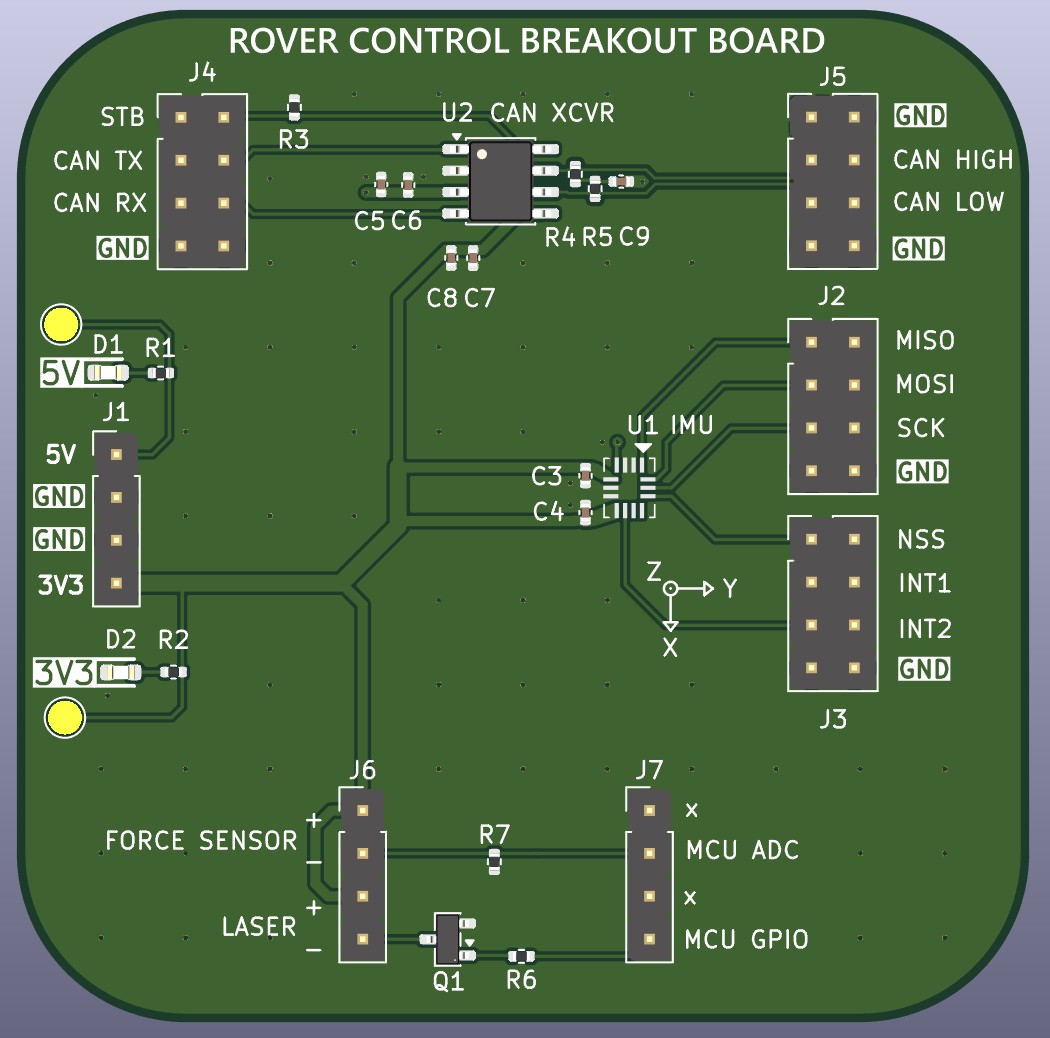 ROVER CONTROL BREAKOUT BOARD
J4
J5
STB
R3
U2 CAN XCVR
GND
CAN TX
CAN HIGH
CAN RX
C5 C6
CAN LOW
GND
R4 R5 C9
GND
C8 C7
J2
D1
R1
MISO
5V
MOSI
J1
U1 IMU
SCK
5V
C3
GND
GND
C4
GND
J3
NSS
3V3
Z
Y
INT1
X
INT2
D2
R2
3V3
GND
J6
J7
+
x
FORCE SENSOR
R7
MCU ADC
–
+
x
LASER
MCU GPIO
–
Q1
R6